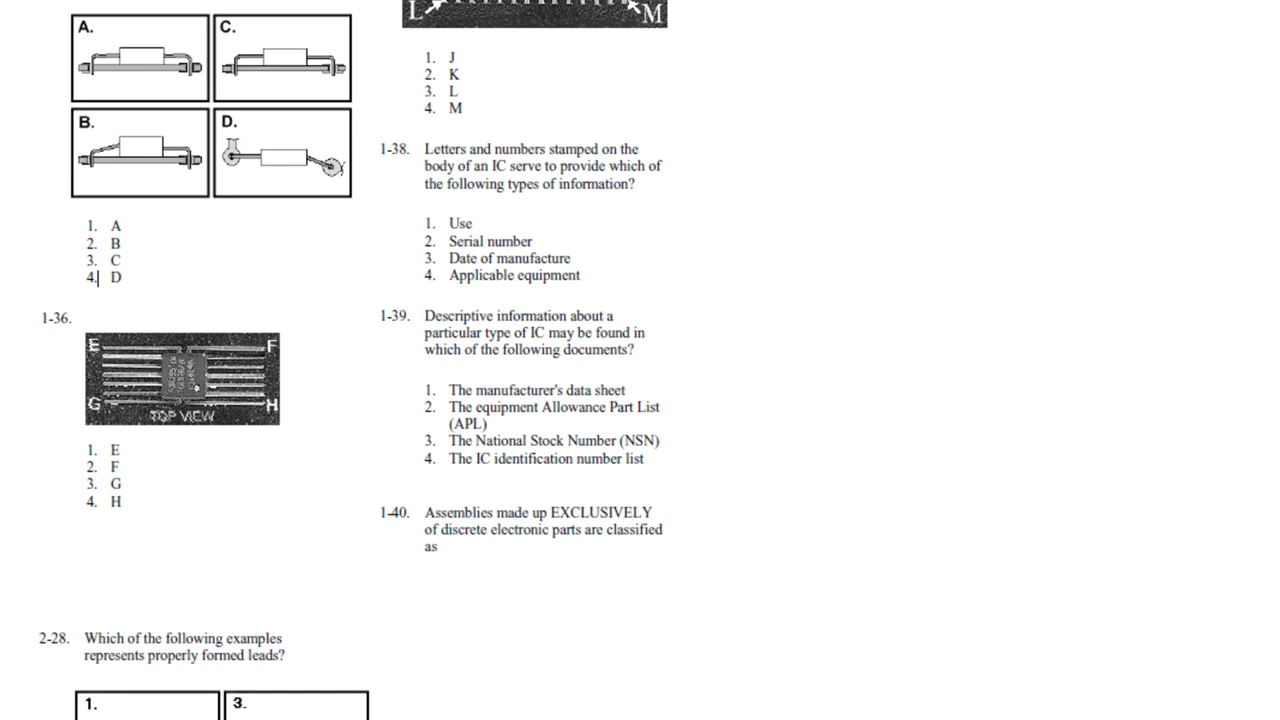 A.
C.
B.
D.
1. A
2. B
3. C
4. D
1-36.
E
F
G
H
TOP VIEW
1. E
2. F
3. G
4. H
2-28. Which of the following examples
represents properly formed leads?
1.
3.
L
M
1. J
2. K
3. L
4. M
1-38. Letters and numbers stamped on the
body of an IC serve to provide which of
the following types of information?
1. Use
2. Serial number
3. Date of manufacture
4. Applicable equipment
1-39. Descriptive information about a
particular type of IC may be found in
which of the following documents?
1. The manufacturer's data sheet
2. The equipment Allowance Part List
(APL)
3. The National Stock Number (NSN)
4. The IC identification number list
1-40. Assemblies made up EXCLUSIVELY
of discrete electronic parts are classified
as